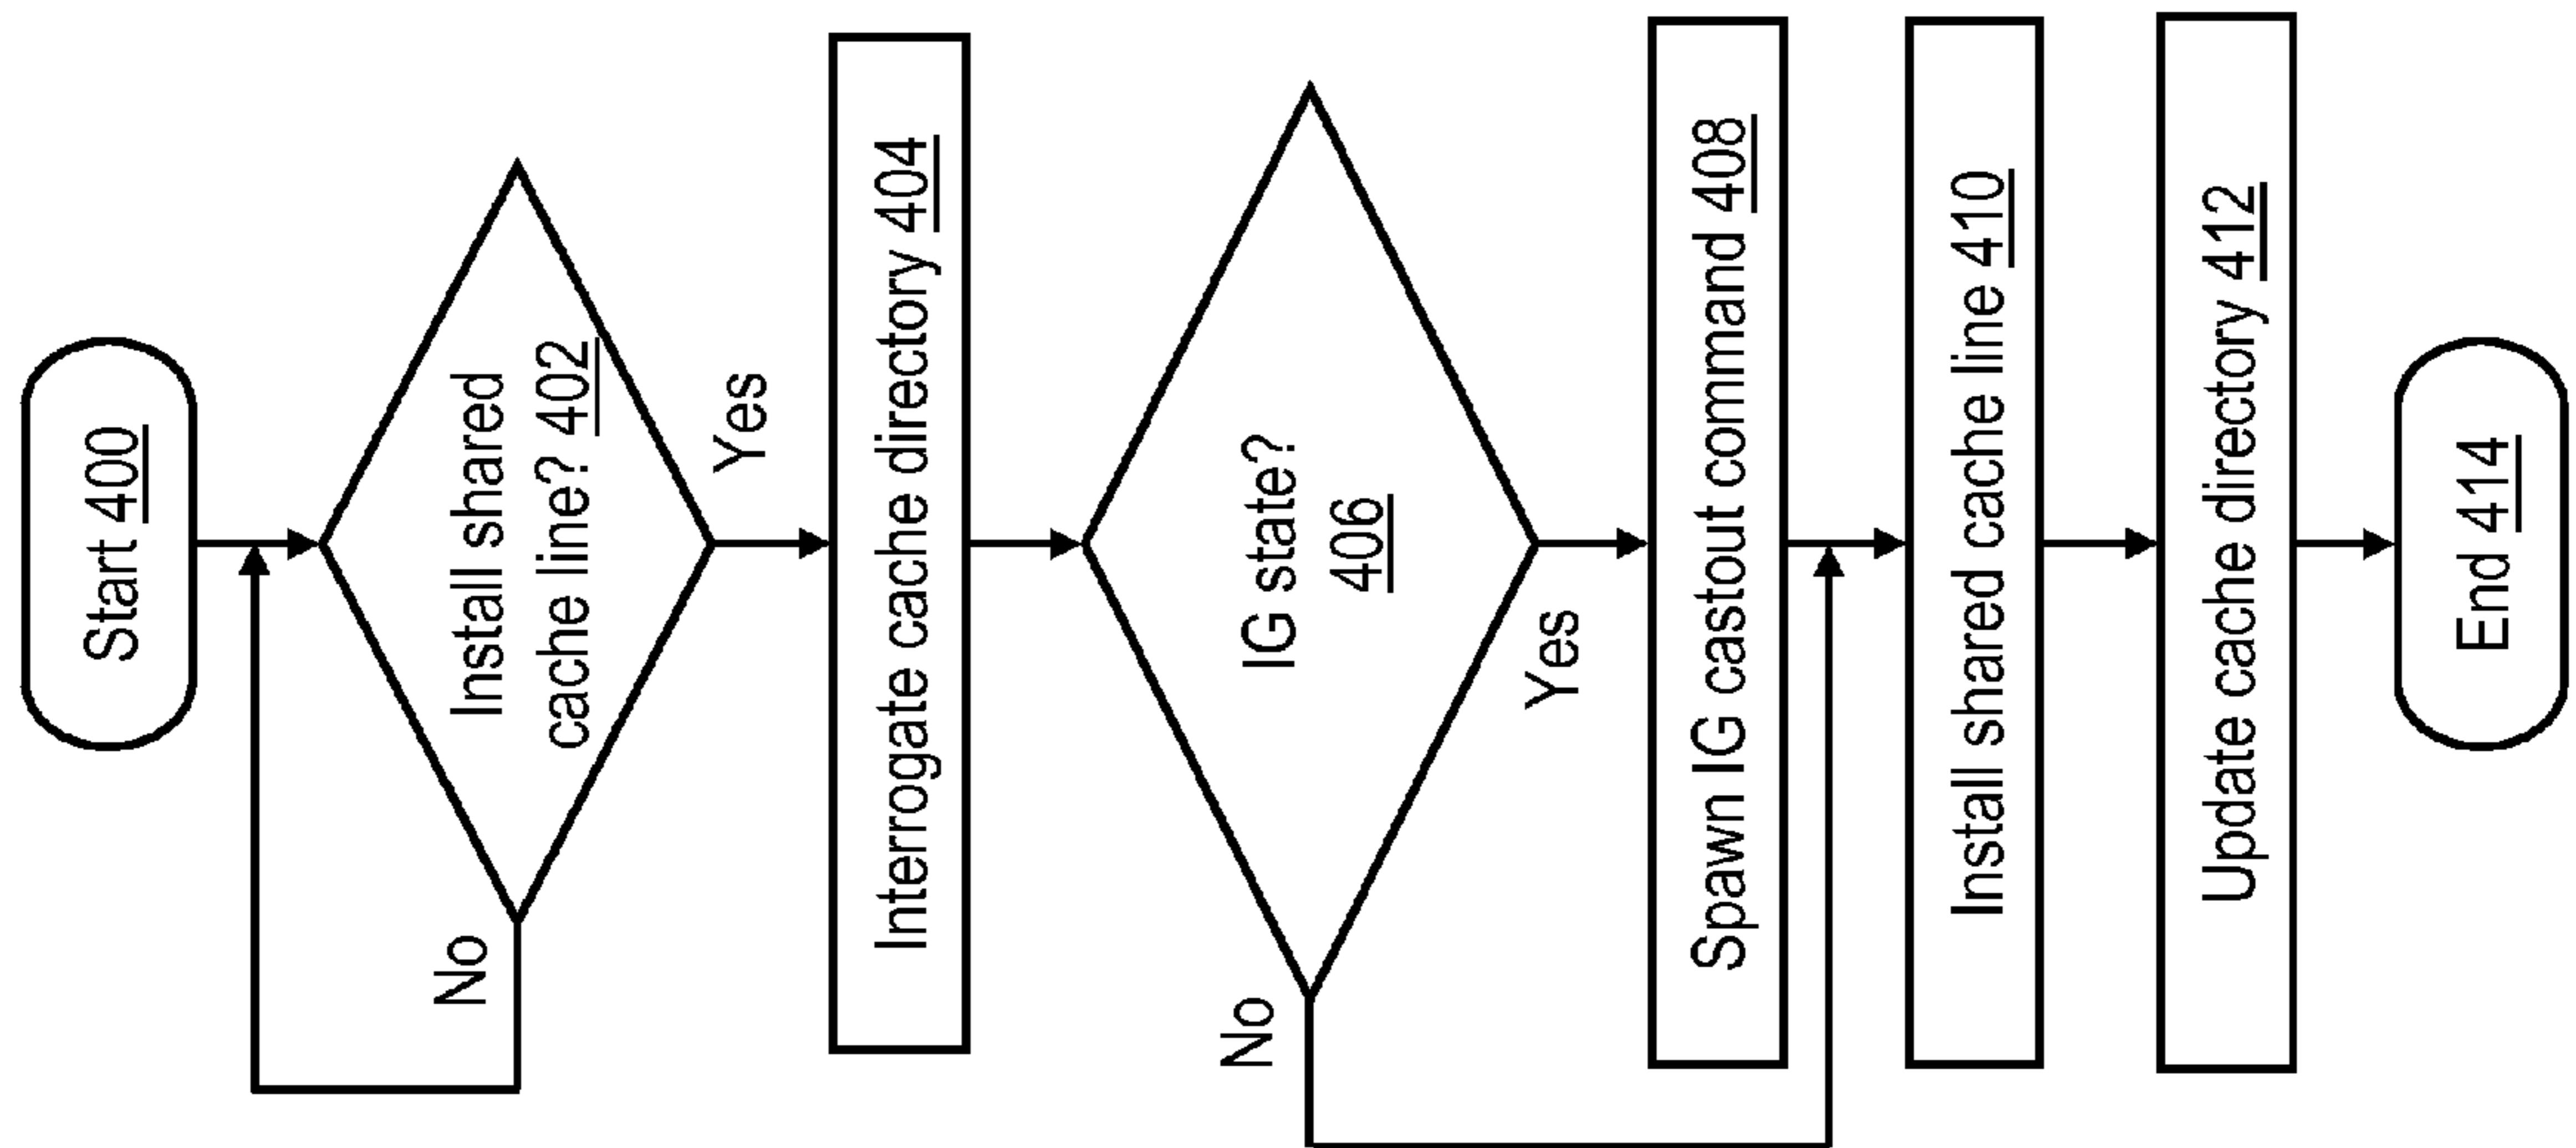 Start 400
Install shared
cache line? 402
No
Yes
Interrogate cache directory 404
IG state?
406
No
Yes
Spawn IG castout command 408
Install shared cache line 410
Update cache directory 412
End 414